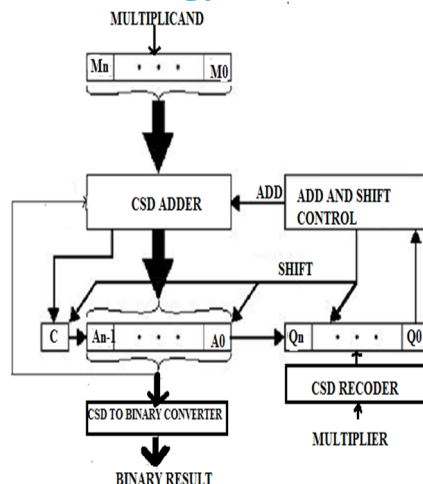 MULTIPLICAND
Mn . . . M0
CSD ADDER
ADD
ADD AND SHIFT
CONTROL
SHIFT
C
An-1 . . . A0
Qn . . . Q0
CSD TO BINARY CONVERTER
CSD RECODER
MULTIPLIER
BINARY RESULT